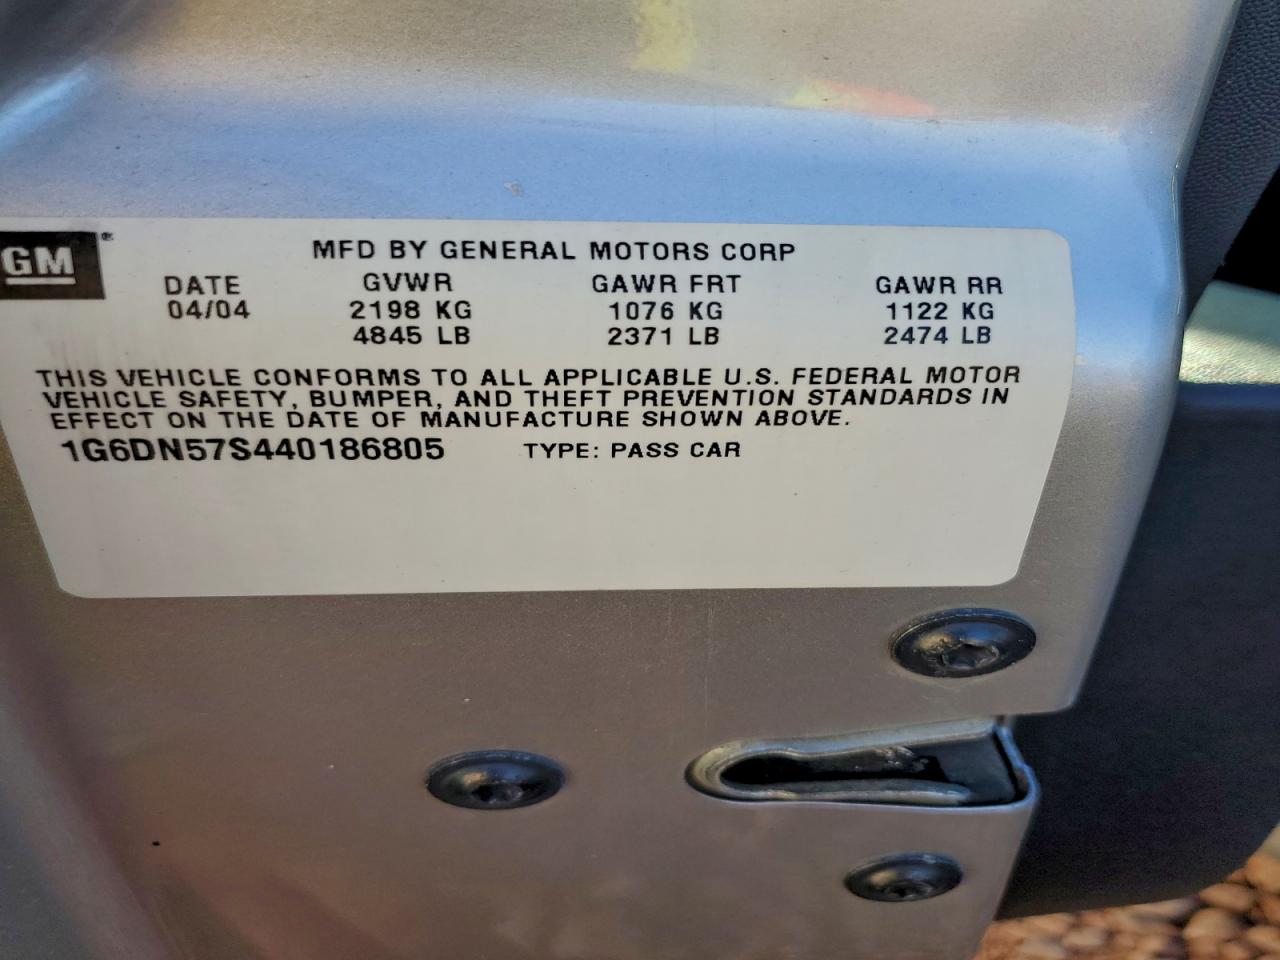 GM®
MFD BY GENERAL MOTORS CORP
DATE GVWR GAWR FRT GAWR RR
04/04 2198 KG 1076 KG 1122 KG
4845 LB 2371 LB 2474 LB
THIS VEHICLE CONFORMS TO ALL APPLICABLE U.S. FEDERAL MOTOR
VEHICLE SAFETY, BUMPER, AND THEFT PREVENTION STANDARDS IN
EFFECT ON THE DATE OF MANUFACTURE SHOWN ABOVE.
1G6DN57S440186805 TYPE: PASS CAR